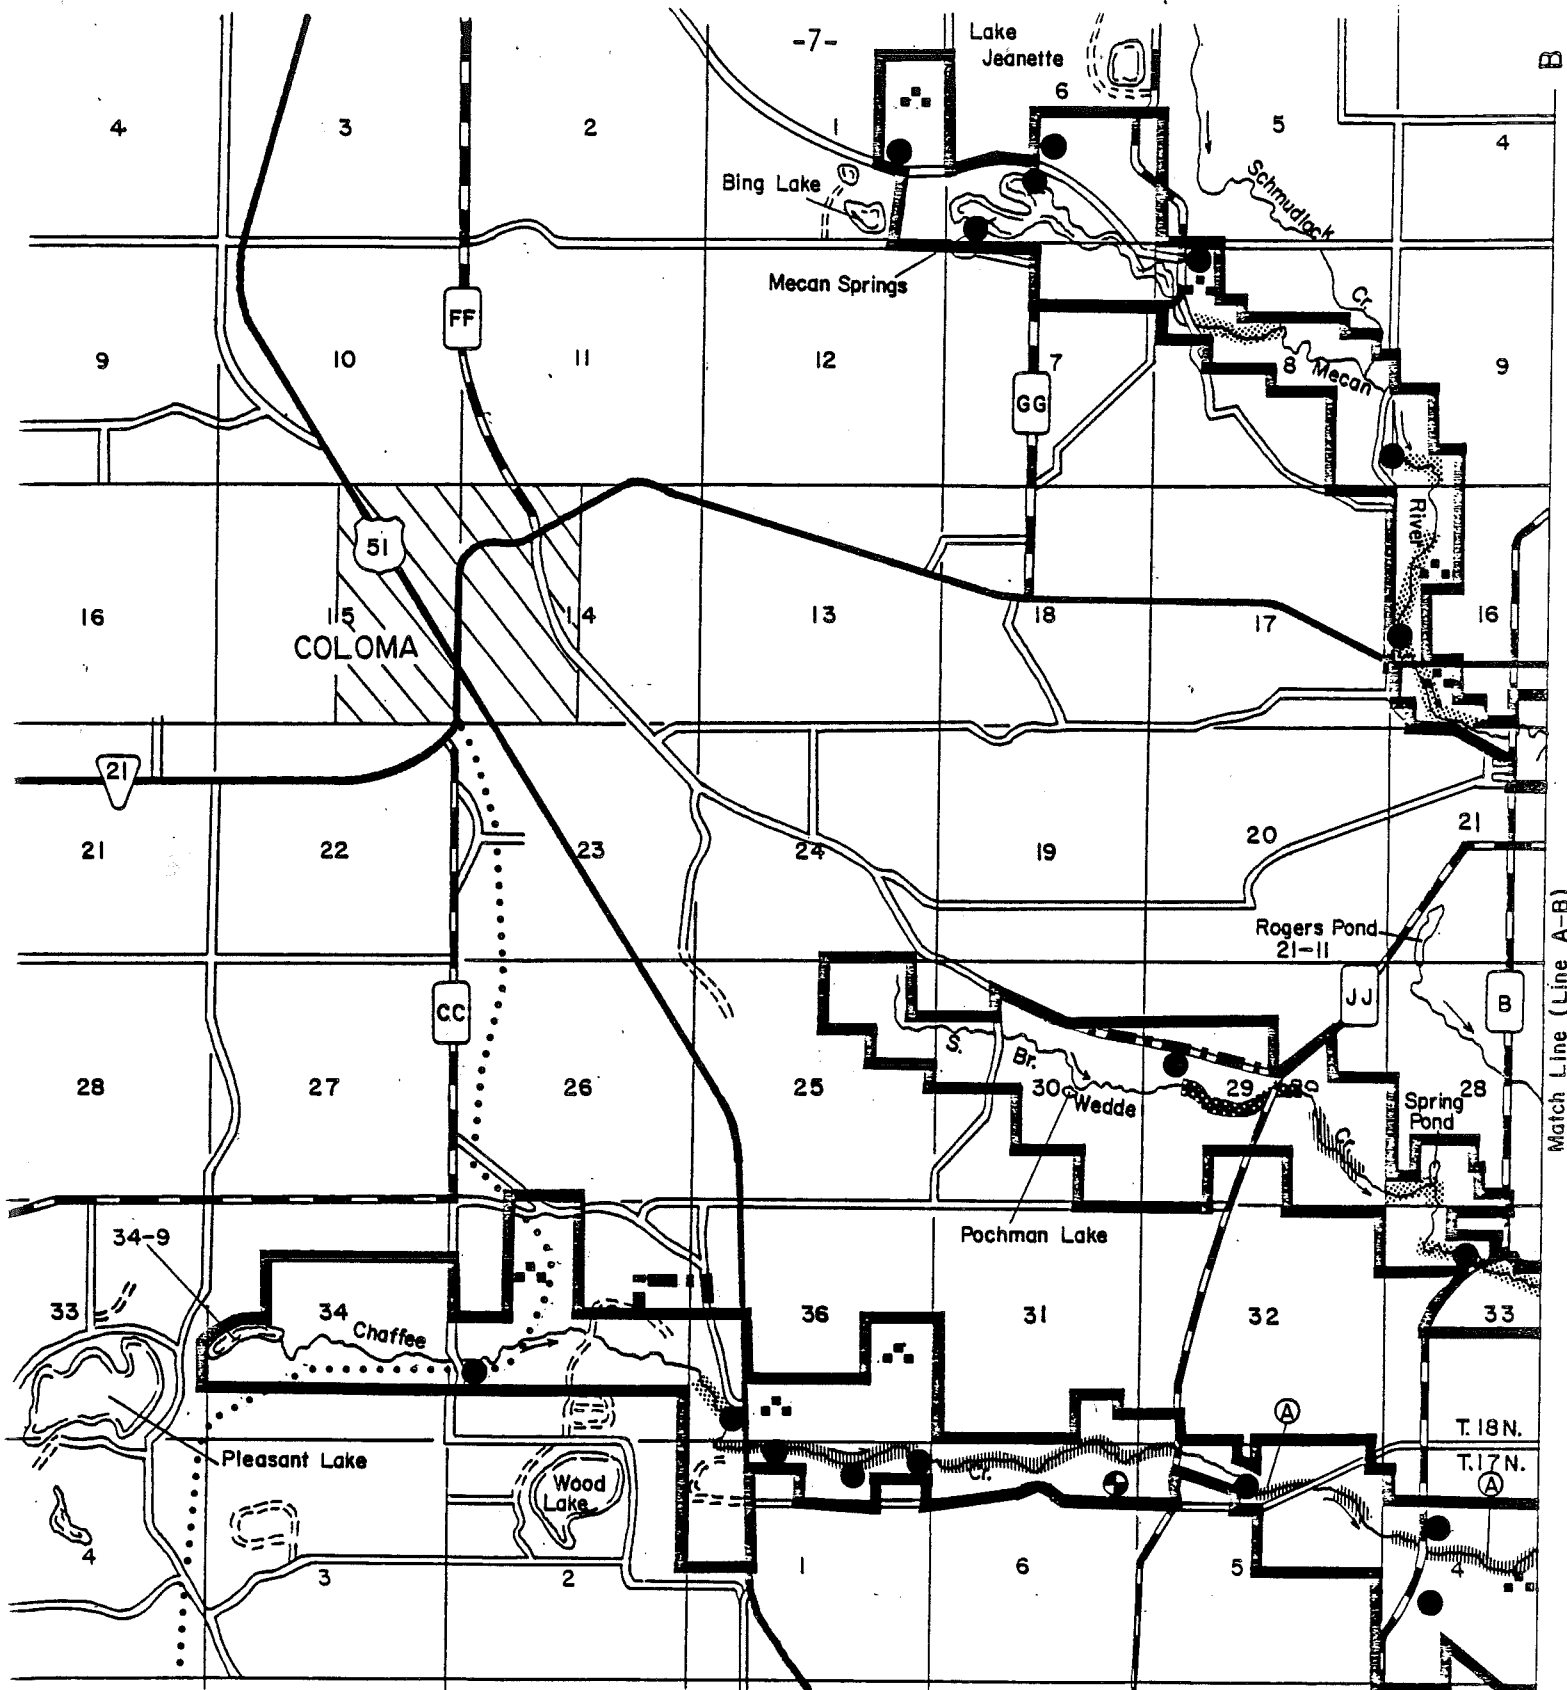 -7-
Lake
Jeanette
B
6
4
3
2
1
5
4
Bing Lake
Schmudlack
Mecan Springs
Cr.
FF
9
10
11
12
7
8
Mecan
9
GG
River
51
16
15
14
13
18
17
16
COLOMA
21
21
22
23
24
19
20
21
Rogers Pond
21-11
Match Line (Line A-B)
CC
JJ
B
S.
Br.
28
27
26
25
30
Wedde
29
28
Spring
Pond
Cr.
34-9
Pochman Lake
33
34
Chaffee
36
31
32
33
A
T. 18 N.
T. 17 N.
A
Pleasant Lake
Wood
Lake
Cr.
4
3
2
1
6
5
4